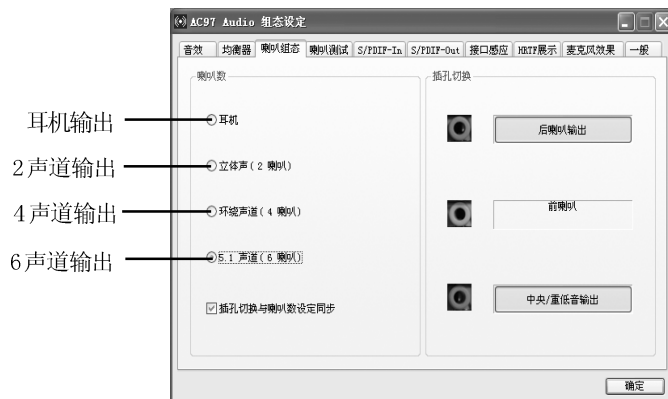 AC97 Audio 组态设定
音效 均衡器 喇叭组态 喇叭测试 S/PDIF-In S/PDIF-Out 接口感应 HRTF展示 麦克风效果 一般
喇叭数
耳机输出
耳机
2声道输出
立体声(2 喇叭)
4声道输出
环绕声道(4 喇叭)
6声道输出
5.1 声道(6 喇叭)
插孔切换与喇叭数设定同步
插孔切换
后喇叭输出
前喇叭
中央/重低音输出
确定